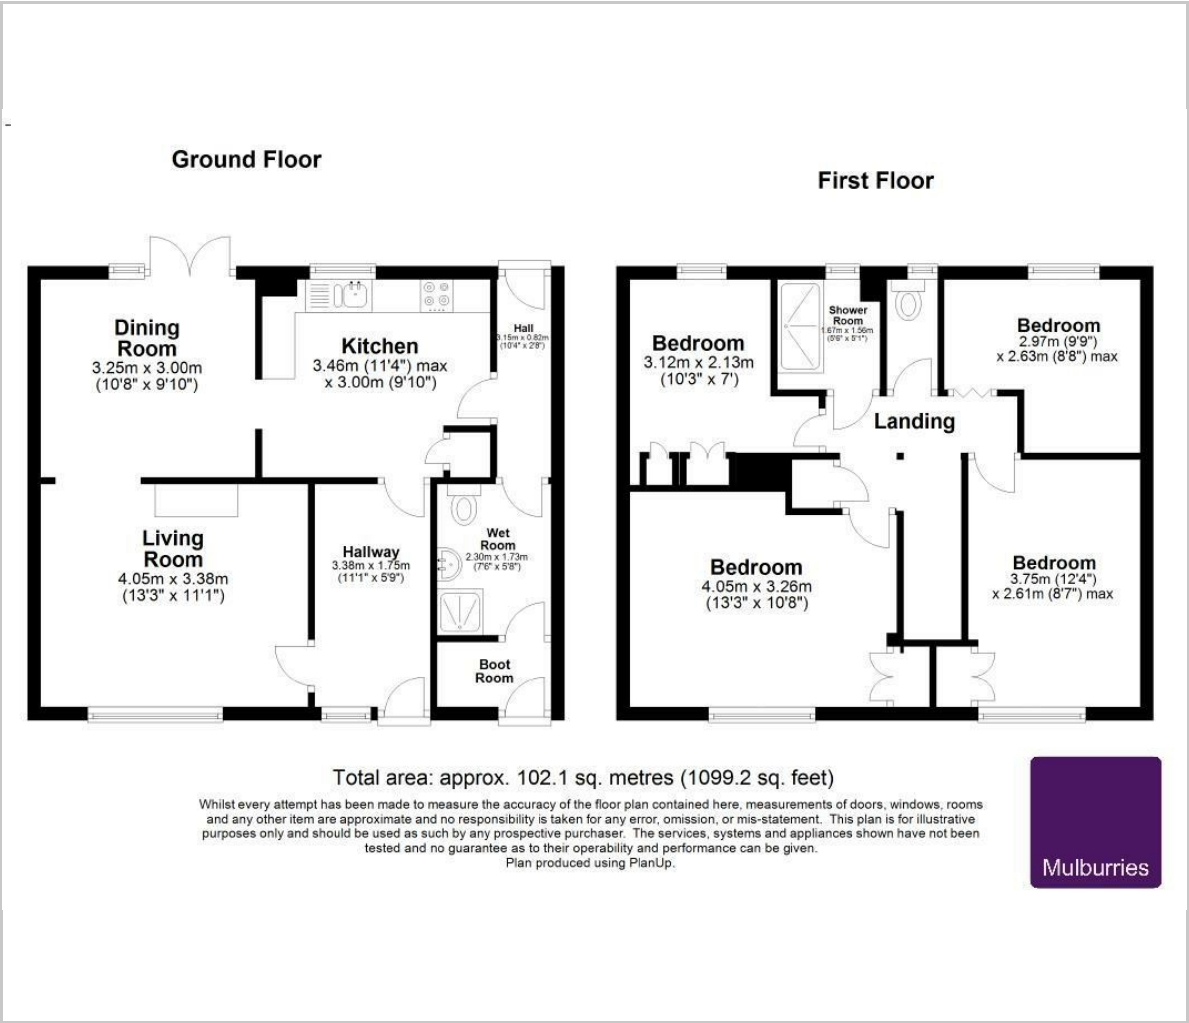 Ground Floor
First Floor
Dining
Room
3.25m x 3.00m
(10'8" x 9'10")
Kitchen
3.46m (11'4") max
x 3.00m (9'10")
Hall
3.15m x 0.82m
(10'4" x 2'8")
Living
Room
4.05m x 3.38m
(13'3" x 11'1")
Hallway
3.38m x 1.75m
(11'1" x 5'9")
Wet
Room
2.30m x 1.73m
(7'6" x 5'8")
Boot
Room
Bedroom
3.12m x 2.13m
(10'3" x 7')
Shower
Room
1.67m x 1.56m
(5'6" x 5'1")
Bedroom
2.97m (9'9")
x 2.63m (8'8") max
Landing
Bedroom
4.05m x 3.26m
(13'3" x 10'8")
Bedroom
3.75m (12'4")
x 2.61m (8'7") max
Total area: approx. 102.1 sq. metres (1099.2 sq. feet)
Whilst every attempt has been made to measure the accuracy of the floor plan contained here, measurements of doors, windows, rooms
and any other item are approximate and no responsibility is taken for any error, omission, or mis-statement. This plan is for illustrative
purposes only and should be used as such by any prospective purchaser. The services, systems and appliances shown have not been
tested and no guarantee as to their operability and performance can be given.
Plan produced using PlanUp.
Mulburries